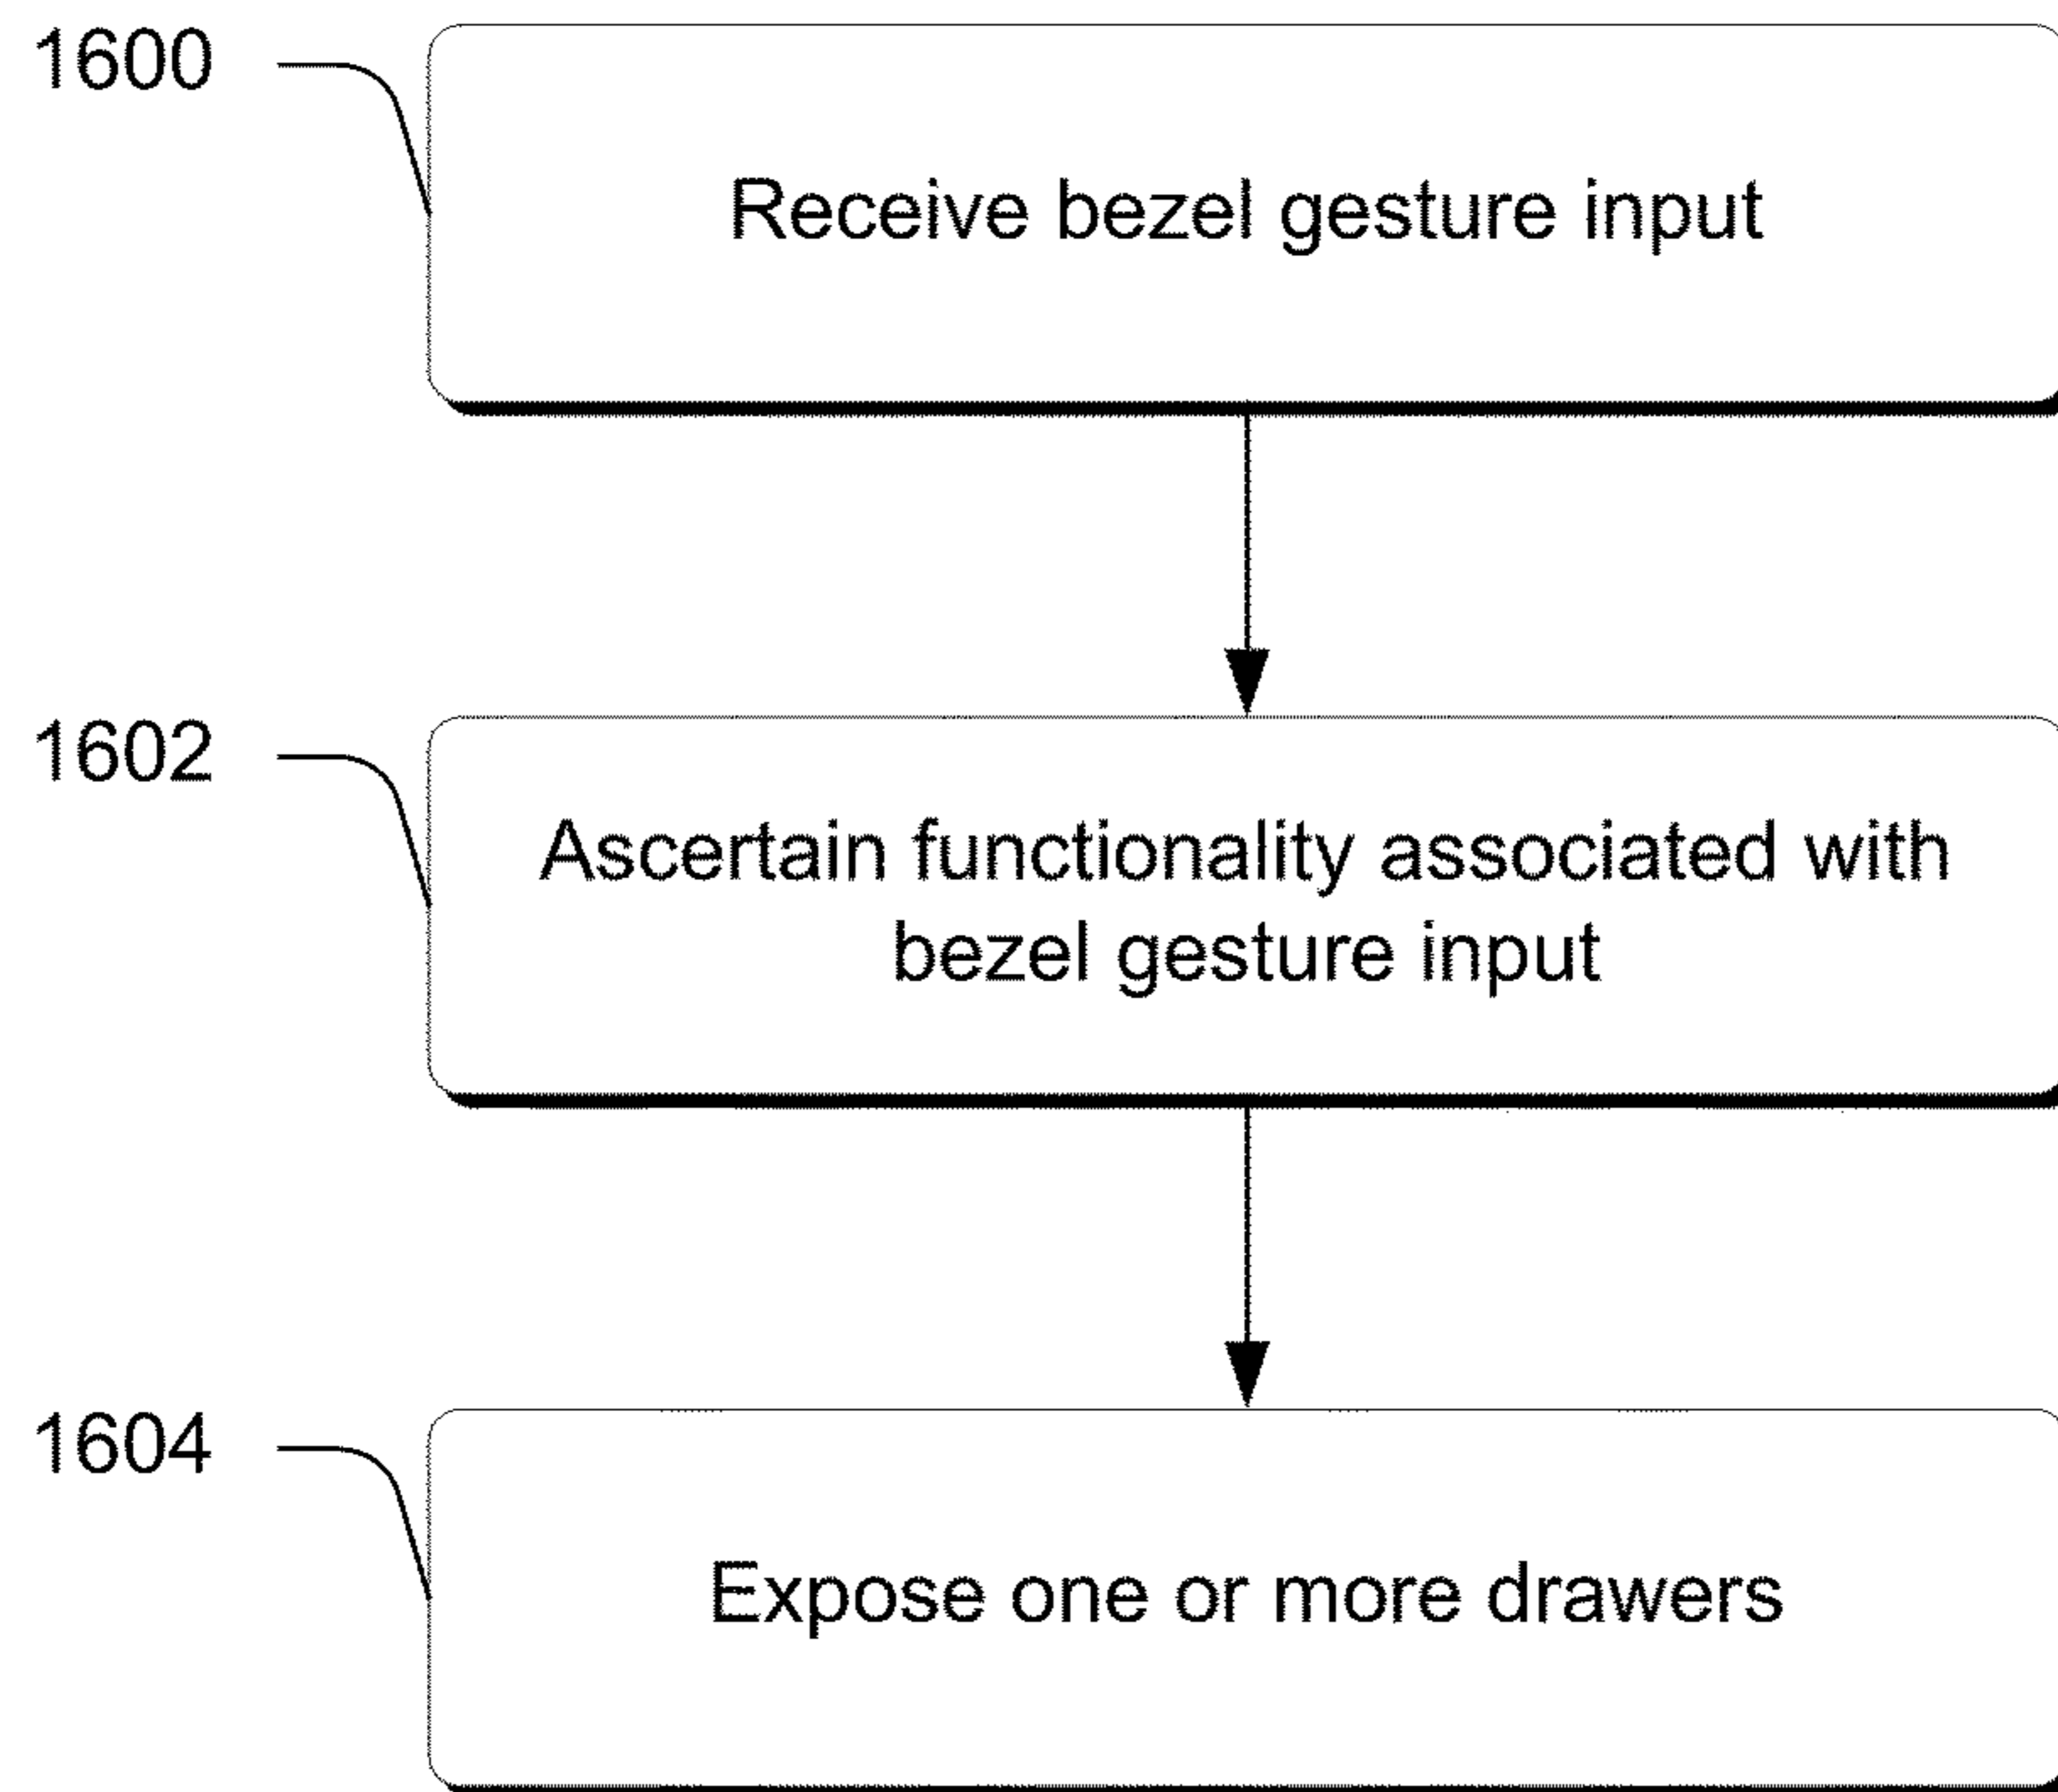 1600
Receive bezel gesture input
1602
Ascertain functionality associated with
bezel gesture input
1604
Expose one or more drawers